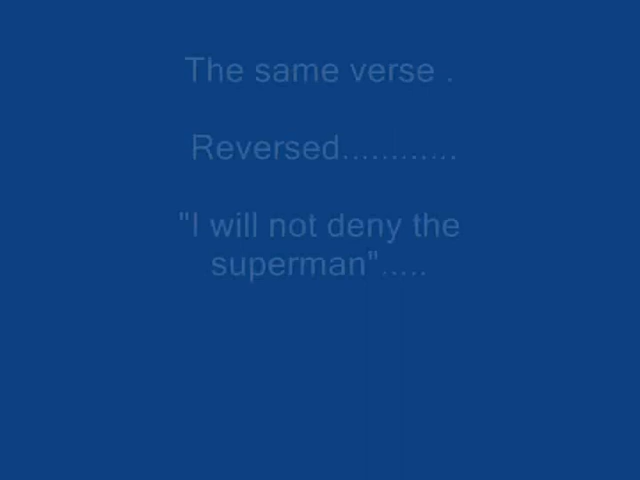 The same verse .
Reversed............
"I will not deny the
superman".....